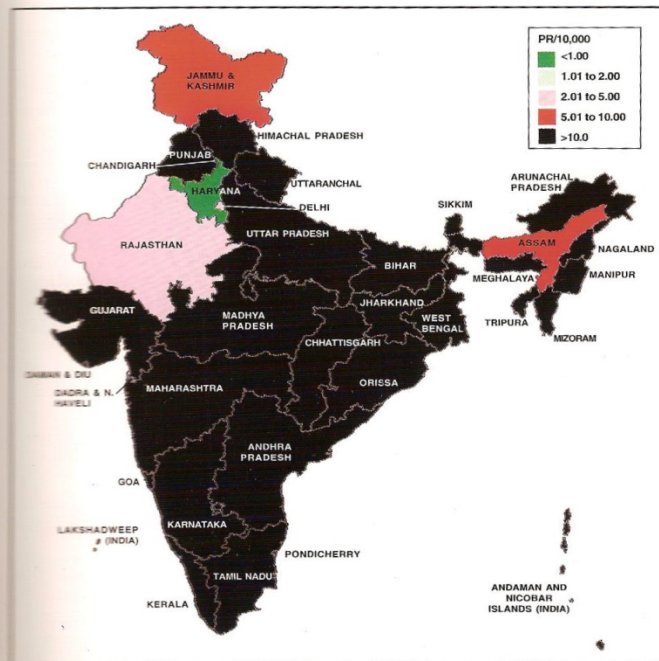 PR/10,000
<1.00
1.01 to 2.00
2.01 to 5.00
5.01 to 10.00
>10.0
JAMMU &
KASHMIR
HIMACHAL PRADESH
PUNJAB
CHANDIGARH
UTTARANCHAL
HARYANA
DELHI
ARUNACHAL
PRADESH
SIKKIM
RAJASTHAN
UTTAR PRADESH
ASSAM
NAGALAND
BIHAR
MEGHALAYA
MANIPUR
JHARKHAND
GUJARAT
MADHYA
PRADESH
WEST
BENGAL
TRIPURA
MIZORAM
CHHATTISGARH
DAMAN & DIU
MAHARASHTRA
ORISSA
DADRA & N.
HAVELI
ANDHRA
PRADESH
GOA
KARNATAKA
LAKSHADWEEP
(INDIA)
PONDICHERRY
TAMIL NADU
ANDAMAN AND
NICOBAR
ISLANDS (INDIA)
KERALA